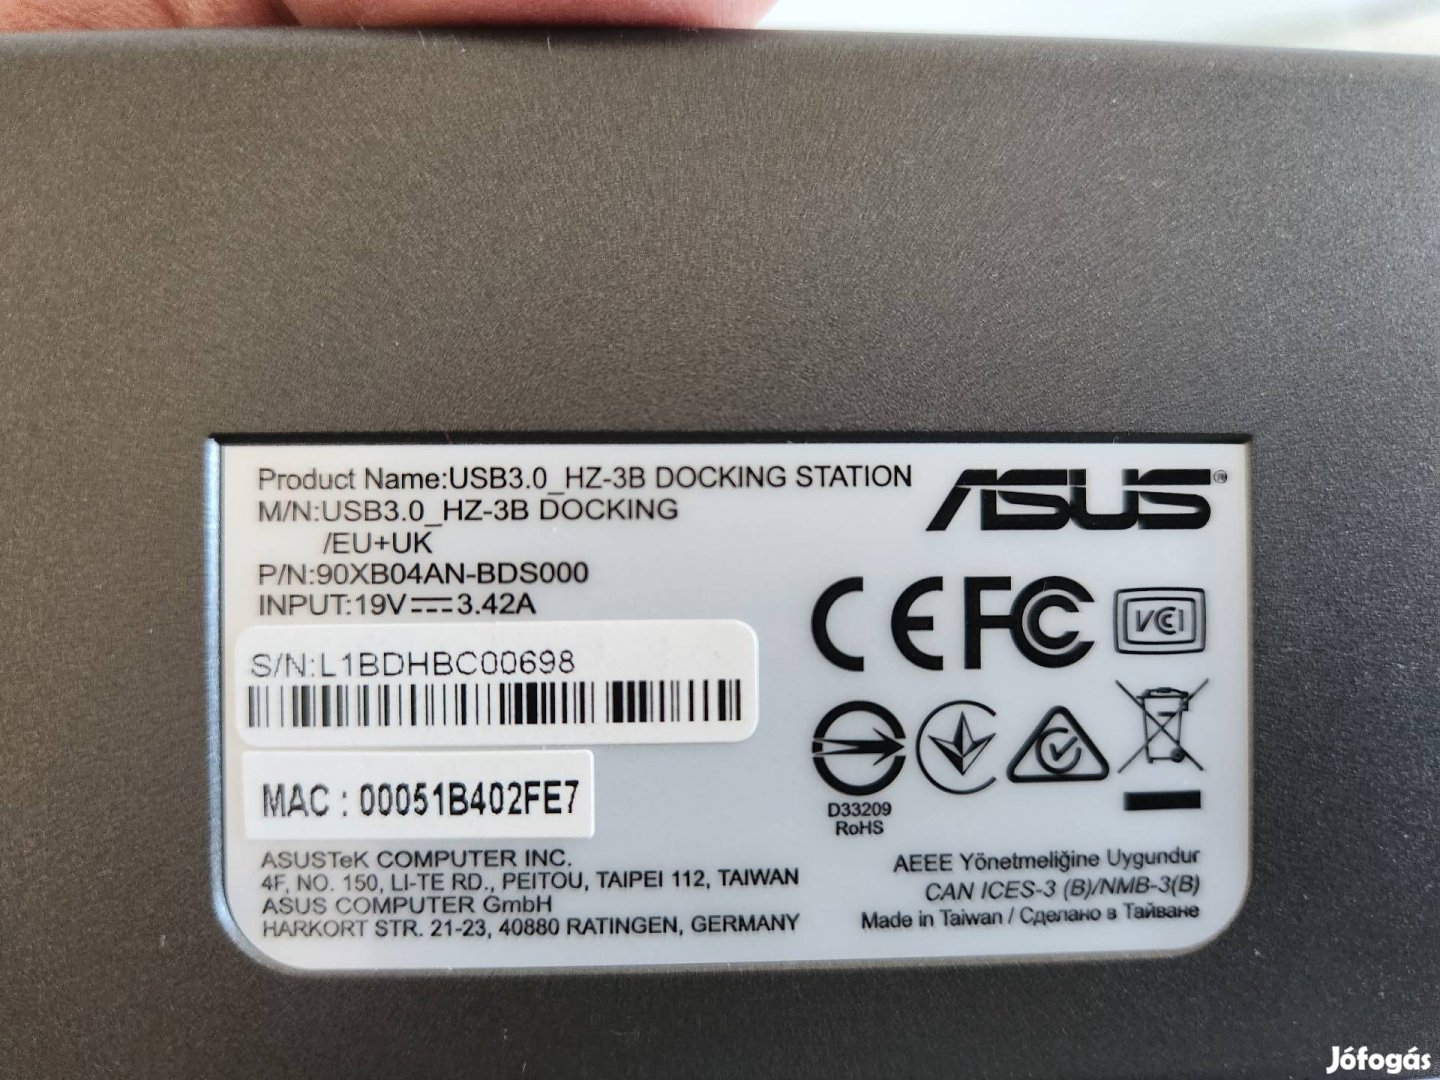 Product Name:USB3.0_HZ-3B DOCKING STATION
M/N:USB3.0_HZ-3B DOCKING
/EU+UK
P/N:90XB04AN-BDS000
INPUT:19V⎓3.42A
S/N:L1BDHBC00698
MAC : 00051B402FE7
ASUSTeK COMPUTER INC.
4F, NO. 150, LI-TE RD., PEITOU, TAIPEI 112, TAIWAN
ASUS COMPUTER GmbH
HARKORT STR. 21-23, 40880 RATINGEN, GERMANY
ASUS®
CE FC VCI
D33209
RoHS
AEEE Yönetmeliğine Uygundur
CAN ICES-3 (B)/NMB-3(B)
Made in Taiwan / Сделано в Тайване
Jófogás